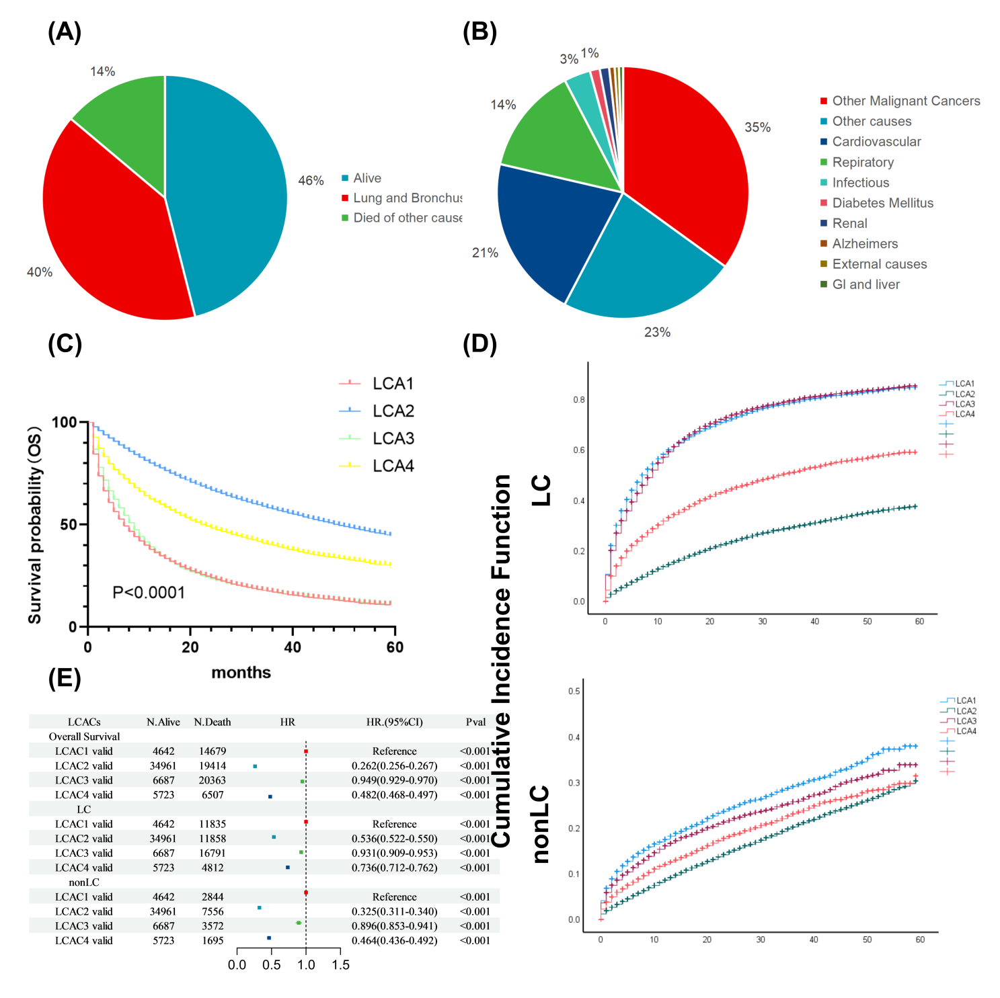 (A)
14%
46%
40%
Alive
Lung and Bronchus
Died of other cause
(B)
3%
1%
14%
35%
21%
23%
Other Malignant Cancers
Other causes
Cardiovascular
Repiratory
Infectious
Diabetes Mellitus
Renal
Alzheimers
External causes
GI and liver
(C)
LCA1
LCA2
LCA3
LCA4
Survival probability (OS)
100
50
0
P<0.0001
0 20 40 60
months
(D)
Cumulative Incidence Function
LC
0.8
0.6
0.4
0.2
0.0
0 10 20 30 40 50 60
LCA1
LCA2
LCA3
LCA4
nonLC
0.5
0.4
0.3
0.2
0.1
0.0
0 10 20 30 40 50 60
LCA1
LCA2
LCA3
LCA4
(E)
LCACs N.Alive N.Death HR HR.(95%CI) Pval
Overall Survival
LCAC1 valid 4642 14679 Reference <0.001
LCAC2 valid 34961 19414 0.262(0.256-0.267) <0.001
LCAC3 valid 6687 20363 0.949(0.929-0.970) <0.001
LCAC4 valid 5723 6507 0.482(0.468-0.497) <0.001
LC
LCAC1 valid 4642 11835 Reference <0.001
LCAC2 valid 34961 11858 0.536(0.522-0.550) <0.001
LCAC3 valid 6687 16791 0.931(0.909-0.953) <0.001
LCAC4 valid 5723 4812 0.736(0.712-0.762) <0.001
nonLC
LCAC1 valid 4642 2844 Reference <0.001
LCAC2 valid 34961 7556 0.325(0.311-0.340) <0.001
LCAC3 valid 6687 3572 0.896(0.853-0.941) <0.001
LCAC4 valid 5723 1695 0.464(0.436-0.492) <0.001
0.0 0.5 1.0 1.5